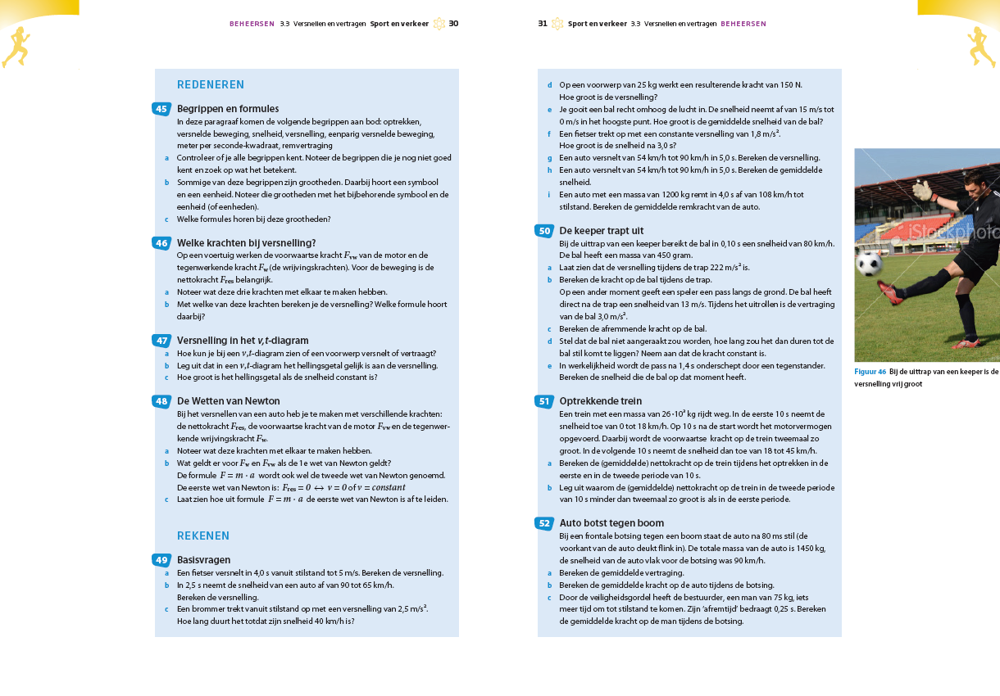 BEHEERSEN 3.3 Versnellen en vertragen Sport en verkeer 30
REDENEREN
45 Begrippen en formules
In deze paragraaf komen de volgende begrippen aan bod: optrekken,
versnelde beweging, snelheid, versnelling, eenparig versnelde beweging,
meter per seconde-kwadraat, remvertraging
a Controleer of je alle begrippen kent. Noteer de begrippen die je nog niet goed
kent en zoek op wat het betekent.
b Sommige van deze begrippen zijn grootheden. Daarbij hoort een symbool
en een eenheid. Noteer die grootheden met het bijbehorende symbool en de
eenheid (of eenheden).
c Welke formules horen bij deze grootheden?
46 Welke krachten bij versnelling?
Op een voertuig werken de voorwaartse kracht Fvw van de motor en de
tegenwerkende kracht Fw (de wrijvingskrachten). Voor de beweging is de
nettokracht Fres belangrijk.
a Noteer wat deze drie krachten met elkaar te maken hebben.
b Met welke van deze krachten bereken je de versnelling? Welke formule hoort
daarbij?
47 Versnelling in het v,t-diagram
a Hoe kun je bij een v,t-diagram zien of een voorwerp versnelt of vertraagt?
b Leg uit dat in een v,t-diagram het hellingsgetal gelijk is aan de versnelling.
c Hoe groot is het hellingsgetal als de snelheid constant is?
48 De Wetten van Newton
Bij het versnellen van een auto heb je te maken met verschillende krachten:
de nettokracht Fres, de voorwaartse kracht van de motor Fvw en de tegenwer-
kende wrijvingskracht Fw.
a Noteer wat deze krachten met elkaar te maken hebben.
b Wat geldt er voor Fw en Fvw als de 1e wet van Newton geldt?
De formule F = m · a wordt ook wel de tweede wet van Newton genoemd.
De eerste wet van Newton is: Fres = 0 ↔ v = 0 of v = constant
c Laat zien hoe uit formule F = m · a de eerste wet van Newton is af te leiden.
REKENEN
49 Basisvragen
a Een fietser versnelt in 4,0 s vanuit stilstand tot 5 m/s. Bereken de versnelling.
b In 2,5 s neemt de snelheid van een auto af van 90 tot 65 km/h.
Bereken de versnelling.
c Een brommer trekt vanuit stilstand op met een versnelling van 2,5 m/s².
Hoe lang duurt het totdat zijn snelheid 40 km/h is?
31 Sport en verkeer 3.3 Versnellen en vertragen BEHEERSEN
d Op een voorwerp van 25 kg werkt een resulterende kracht van 150 N.
Hoe groot is de versnelling?
e Je gooit een bal recht omhoog de lucht in. De snelheid neemt af van 15 m/s tot
0 m/s in het hoogste punt. Hoe groot is de gemiddelde snelheid van de bal?
f Een fietser trekt op met een constante versnelling van 1,8 m/s².
Hoe groot is de snelheid na 3,0 s?
g Een auto versnelt van 54 km/h tot 90 km/h in 5,0 s. Bereken de versnelling.
h Een auto versnelt van 54 km/h tot 90 km/h in 5,0 s. Bereken de gemiddelde
snelheid.
i Een auto met een massa van 1200 kg remt in 4,0 s af van 108 km/h tot
stilstand. Bereken de gemiddelde remkracht van de auto.
50 De keeper trapt uit
Bij de uittrap van een keeper bereikt de bal in 0,10 s een snelheid van 80 km/h.
De bal heeft een massa van 450 gram.
a Laat zien dat de versnelling tijdens de trap 222 m/s² is.
b Bereken de kracht op de bal tijdens de trap.
Op een ander moment geeft een speler een pass langs de grond. De bal heeft
direct na de trap een snelheid van 13 m/s. Tijdens het uitrollen is de vertraging
van de bal 3,0 m/s².
c Bereken de afremmende kracht op de bal.
d Stel dat de bal niet aangeraakt zou worden, hoe lang zou het dan duren tot de
bal stil komt te liggen? Neem aan dat de kracht constant is.
e In werkelijkheid wordt de pass na 1,4 s onderschept door een tegenstander.
Bereken de snelheid die de bal op dat moment heeft.
51 Optrekkende trein
Een trein met een massa van 26·10³ kg rijdt weg. In de eerste 10 s neemt de
snelheid toe van 0 tot 18 km/h. Op 10 s na de start wordt het motorvermogen
opgevoerd. Daarbij wordt de voorwaartse kracht op de trein tweemaal zo
groot. In de volgende 10 s neemt de snelheid dan toe van 18 tot 45 km/h.
a Bereken de (gemiddelde) nettokracht op de trein tijdens het optrekken in de
eerste en in de tweede periode van 10 s.
b Leg uit waarom de (gemiddelde) nettokracht op de trein in de tweede periode
van 10 s minder dan tweemaal zo groot is als in de eerste periode.
52 Auto botst tegen boom
Bij een frontale botsing tegen een boom staat de auto na 80 ms stil (de
voorkant van de auto deukt flink in). De totale massa van de auto is 1450 kg,
de snelheid van de auto vlak voor de botsing was 90 km/h.
a Bereken de gemiddelde vertraging.
b Bereken de gemiddelde kracht op de auto tijdens de botsing.
c Door de veiligheidsgordel heeft de bestuurder, een man van 75 kg, iets
meer tijd om tot stilstand te komen. Zijn 'afremtijd' bedraagt 0,25 s. Bereken
de gemiddelde kracht op de man tijdens de botsing.
iStockphoto
Figuur 46 Bij de uittrap van een keeper is de
versnelling vrij groot